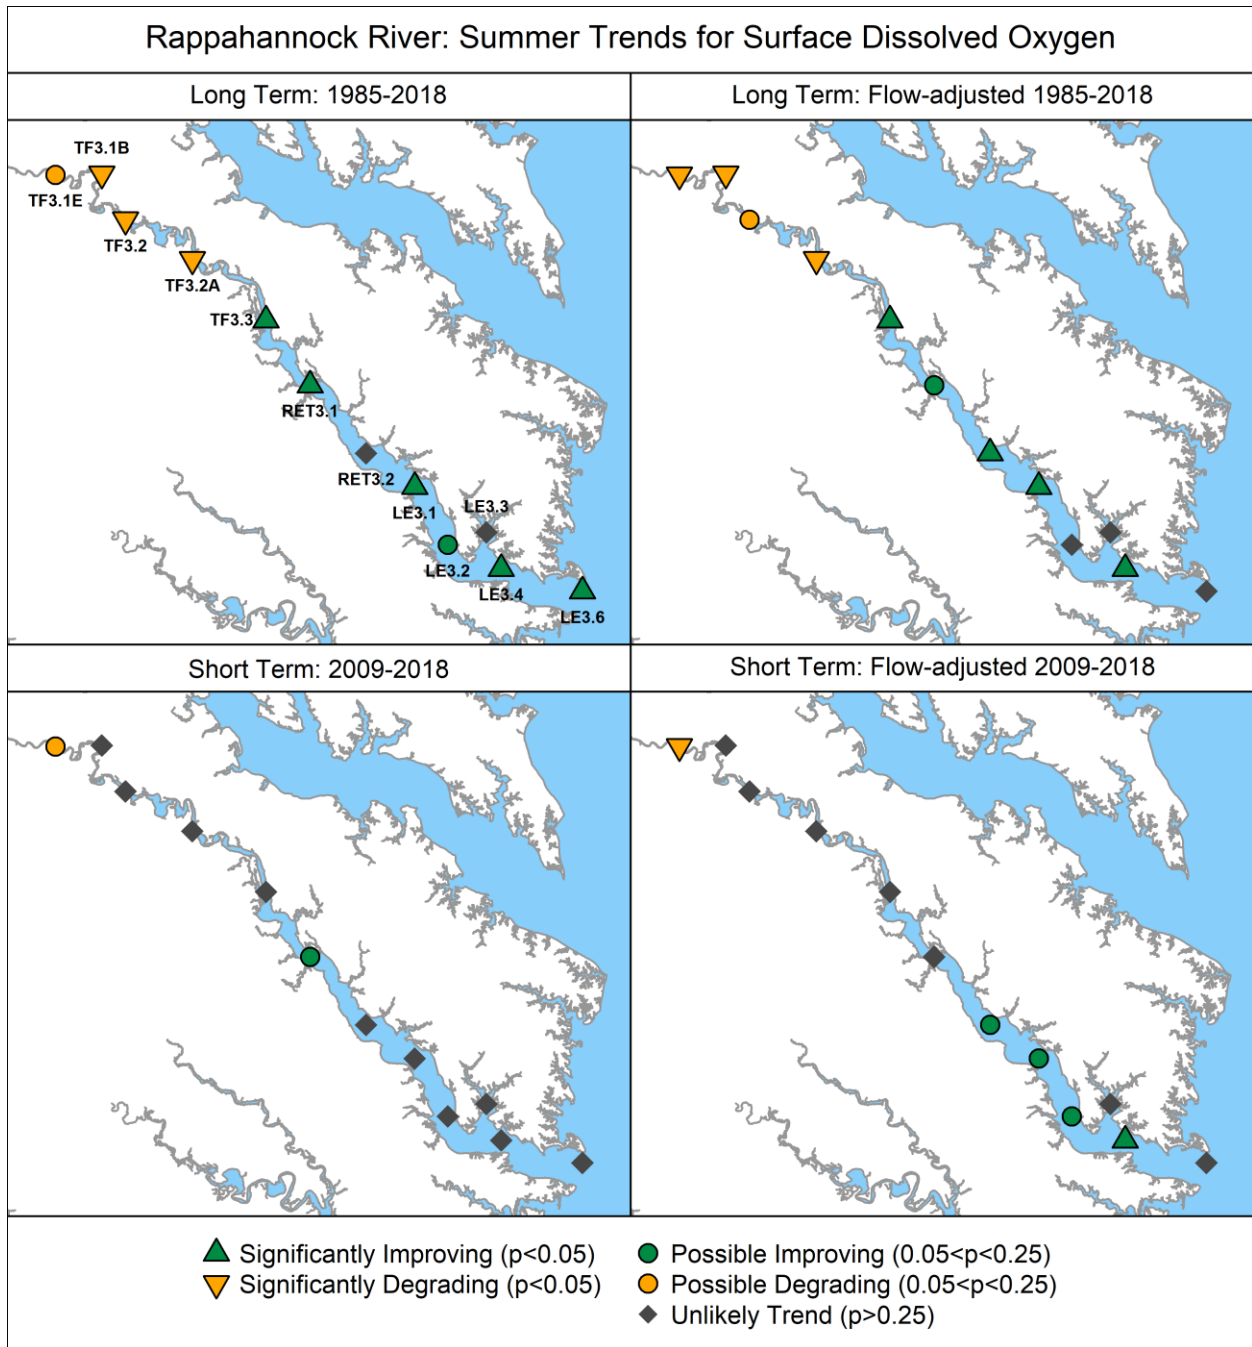 Rappahannock River: Summer Trends for Surface Dissolved Oxygen
Long Term: 1985-2018
Long Term: Flow-adjusted 1985-2018
TF3.1B
TF3.1E
TF3.2
TF3.2A
TF3.3
RET3.1
RET3.2
LE3.1
LE3.3
LE3.2
LE3.4
LE3.6
Short Term: 2009-2018
Short Term: Flow-adjusted 2009-2018
Significantly Improving (p<0.05)
Significantly Degrading (p<0.05)
Possible Improving (0.05<p<0.25)
Possible Degrading (0.05<p<0.25)
Unlikely Trend (p>0.25)